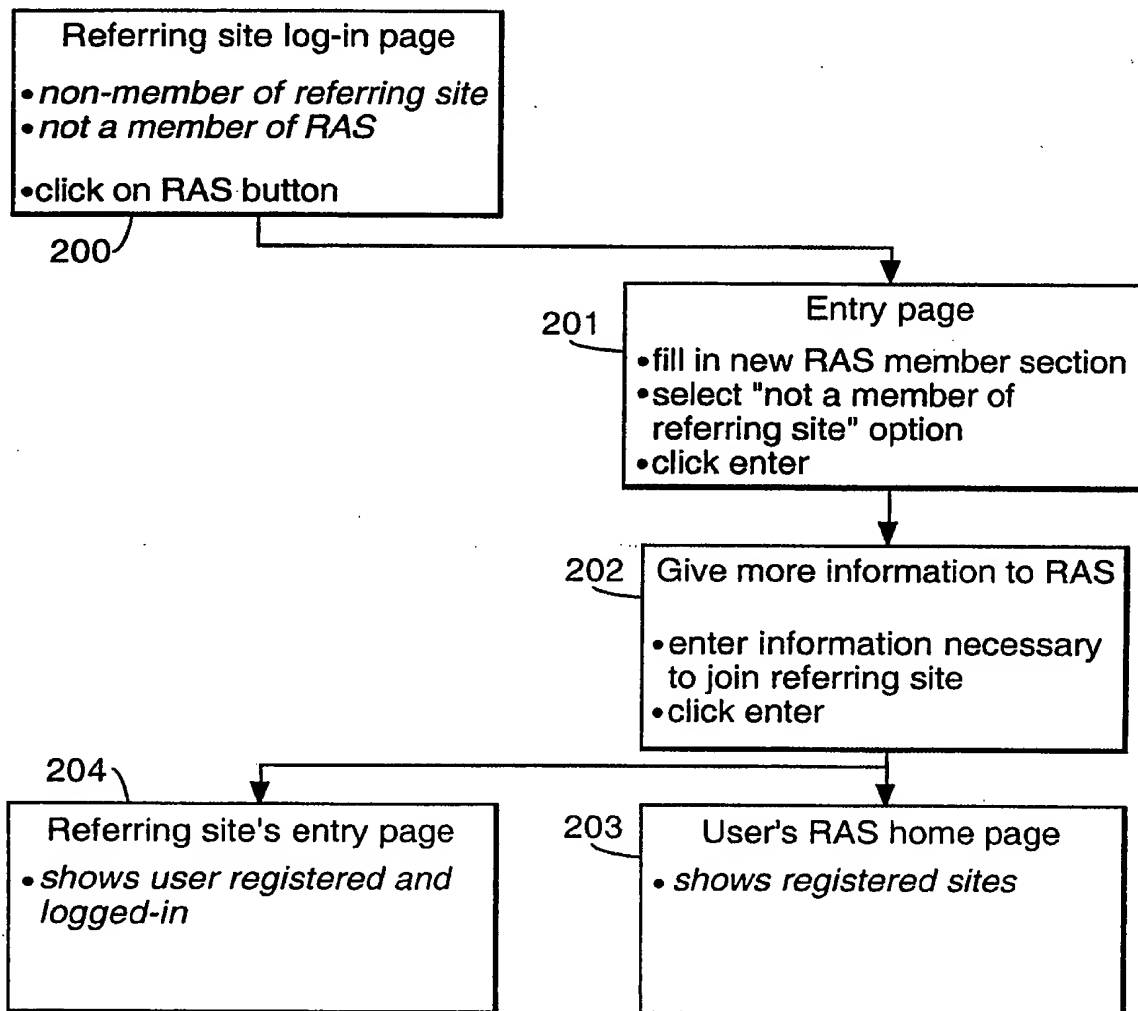 Referring site log-in page
• non-member of referring site
• not a member of RAS
• click on RAS button
200
201
Entry page
• fill in new RAS member section
• select "not a member of
referring site" option
• click enter
202
Give more information to RAS
• enter information necessary
to join referring site
• click enter
204
Referring site's entry page
• shows user registered and
logged-in
203
User's RAS home page
• shows registered sites